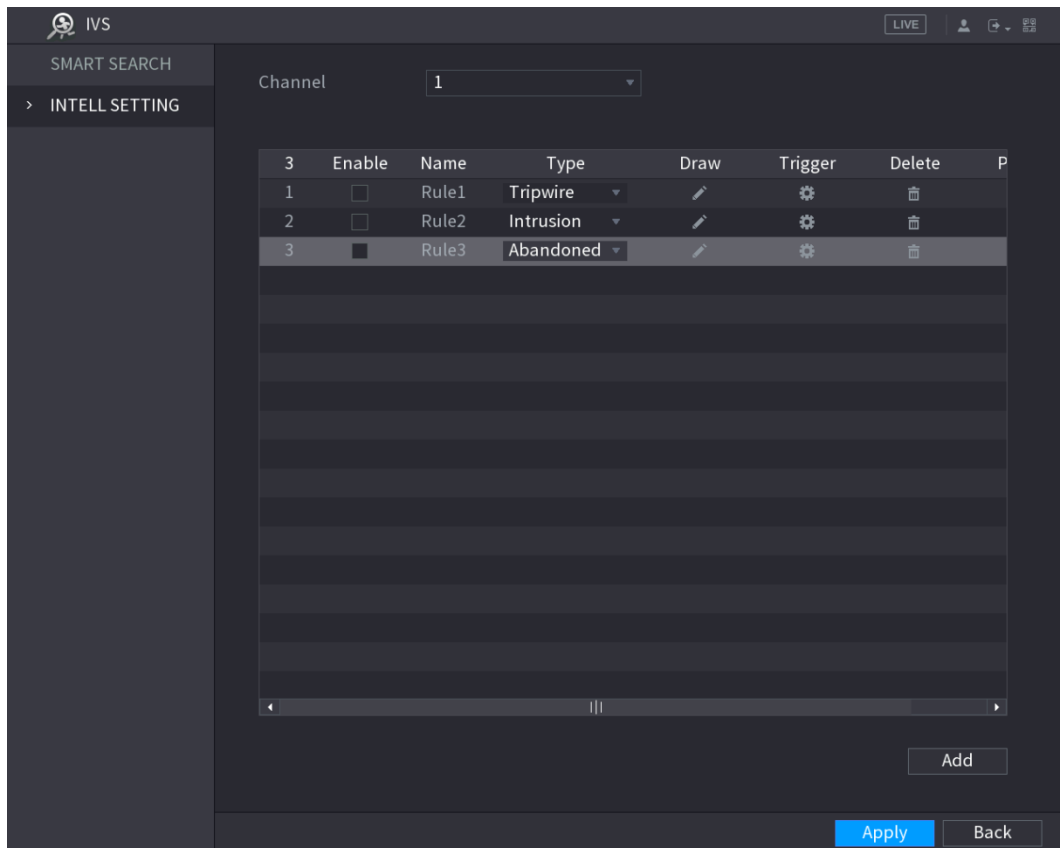 IVS LIVE
SMART SEARCH
INTELL SETTING
Channel 1
3 Enable Name Type Draw Trigger Delete P
1 Rule1 Tripwire
2 Rule2 Intrusion
3 Rule3 Abandoned
Add
Apply Back